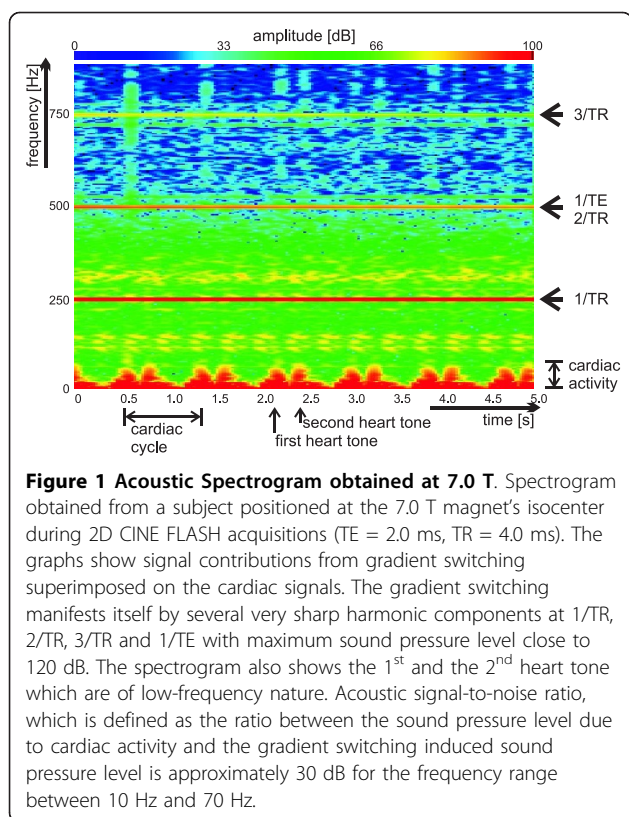 amplitude [dB]
0 33 66 100
frequency [Hz]
750
500
250
0
3/TR
1/TE
2/TR
1/TR
cardiac
activity
0 0.5 1.0 1.5 2.0 2.5 3.0 3.5 4.0 4.5 5.0
time [s]
cardiac
cycle
second heart tone
first heart tone
Figure 1 Acoustic Spectrogram obtained at 7.0 T. Spectrogram
obtained from a subject positioned at the 7.0 T magnet's isocenter
during 2D CINE FLASH acquisitions (TE = 2.0 ms, TR = 4.0 ms). The
graphs show signal contributions from gradient switching
superimposed on the cardiac signals. The gradient switching
manifests itself by several very sharp harmonic components at 1/TR,
2/TR, 3/TR and 1/TE with maximum sound pressure level close to
120 dB. The spectrogram also shows the 1st and the 2nd heart tone
which are of low-frequency nature. Acoustic signal-to-noise ratio,
which is defined as the ratio between the sound pressure level due
to cardiac activity and the gradient switching induced sound
pressure level is approximately 30 dB for the frequency range
between 10 Hz and 70 Hz.